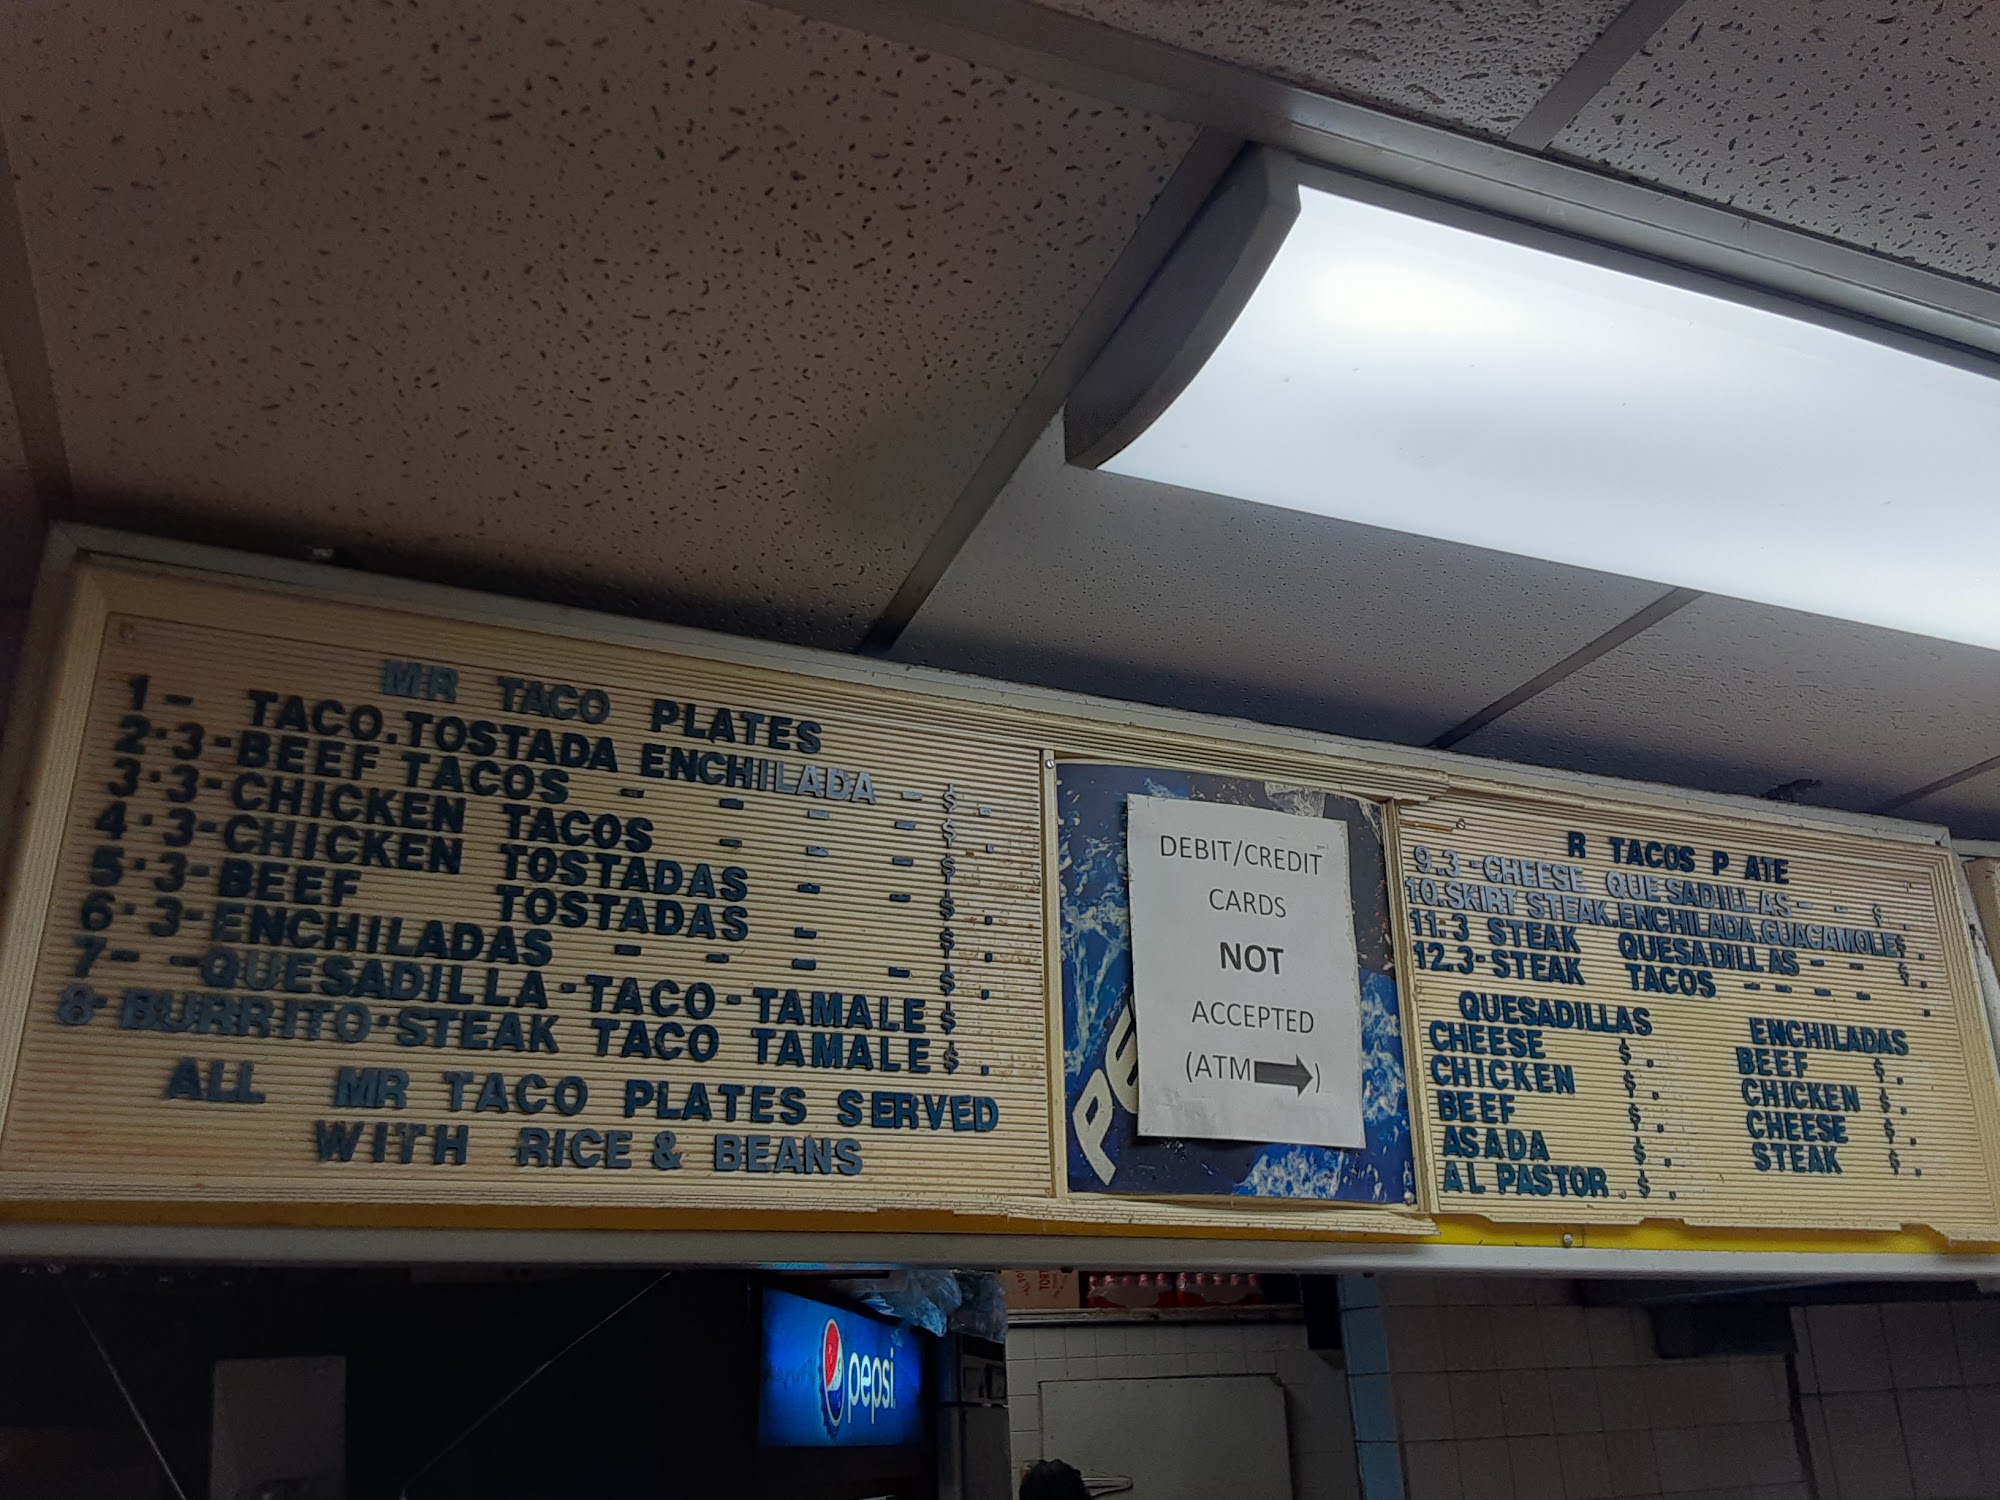 MR TACO PLATES
1- TACO.TOSTADA ENCHILADA - $ .
2.3-BEEF TACOS - - - - $ .
3.3-CHICKEN TACOS - - - $ .
4.3-CHICKEN TOSTADAS - - $ .
5.3-BEEF TOSTADAS - - $ .
6.3-ENCHILADAS - - - - $ .
7- -QUESADILLA-TACO-TAMALE $ .
8-BURRITO-STEAK TACO TAMALE $ .
ALL MR TACO PLATES SERVED
WITH RICE & BEANS
DEBIT/CREDIT
CARDS
NOT
ACCEPTED
(ATM➡)
PE
R TACOS P ATE
9.3-CHEESE QUESADILLAS - - $ .
10.SKIRT STEAK.ENCHILADA.GUACAMOLE$ .
11.3 STEAK QUESADILLAS - - $ .
12.3-STEAK TACOS - - - - $ .
QUESADILLAS
CHEESE $ .
CHICKEN $ .
BEEF $ .
ASADA $ .
AL PASTOR . $ .
ENCHILADAS
BEEF $ .
CHICKEN $ .
CHEESE $ .
STEAK $ .
pepsi